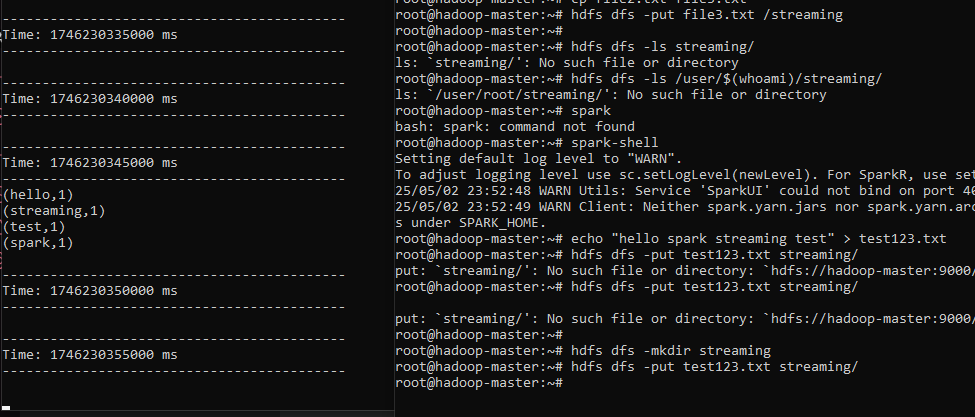 -------------------------------------------
Time: 1746230335000 ms
-------------------------------------------
-------------------------------------------
Time: 1746230340000 ms
-------------------------------------------
-------------------------------------------
Time: 1746230345000 ms
-------------------------------------------
(hello,1)
(streaming,1)
(test,1)
(spark,1)
-------------------------------------------
Time: 1746230350000 ms
-------------------------------------------
-------------------------------------------
Time: 1746230355000 ms
-------------------------------------------
root@hadoop-master:~# cp file2.txt file3.txt
root@hadoop-master:~# hdfs dfs -put file3.txt /streaming
root@hadoop-master:~#
root@hadoop-master:~# hdfs dfs -ls streaming/
ls: `streaming/': No such file or directory
root@hadoop-master:~# hdfs dfs -ls /user/$(whoami)/streaming/
ls: `/user/root/streaming/': No such file or directory
root@hadoop-master:~# spark
bash: spark: command not found
root@hadoop-master:~# spark-shell
Setting default log level to "WARN".
To adjust logging level use sc.setLogLevel(newLevel). For SparkR, use set
25/05/02 23:52:48 WARN Utils: Service 'SparkUI' could not bind on port 40
25/05/02 23:52:49 WARN Client: Neither spark.yarn.jars nor spark.yarn.arc
s under SPARK_HOME.
root@hadoop-master:~# echo "hello spark streaming test" > test123.txt
root@hadoop-master:~# hdfs dfs -put test123.txt streaming/
put: `streaming/': No such file or directory: `hdfs://hadoop-master:9000/
root@hadoop-master:~# hdfs dfs -put test123.txt streaming/
put: `streaming/': No such file or directory: `hdfs://hadoop-master:9000/
root@hadoop-master:~#
root@hadoop-master:~# hdfs dfs -mkdir streaming
root@hadoop-master:~# hdfs dfs -put test123.txt streaming/
root@hadoop-master:~#